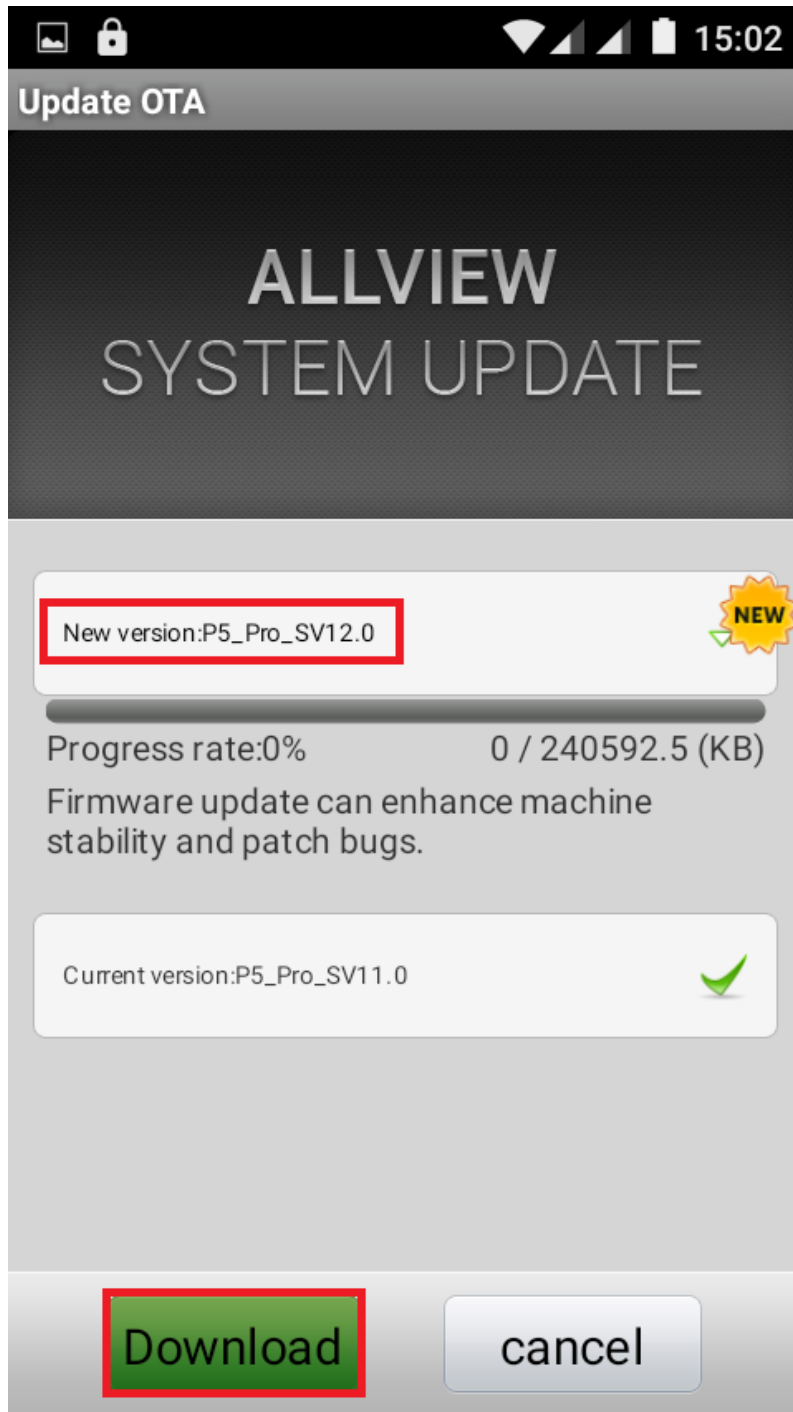 15:02
Update OTA
ALLVIEW
SYSTEM UPDATE
New version:P5_Pro_SV12.0
NEW
Progress rate:0% 0 / 240592.5 (KB)
Firmware update can enhance machine
stability and patch bugs.
Current version:P5_Pro_SV11.0
Download cancel